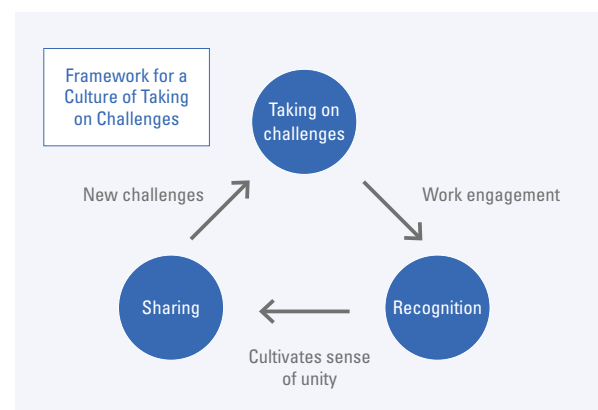 Framework for a
Culture of Taking
on Challenges
Taking on
challenges
New challenges
Work engagement
Sharing
Recognition
Cultivates sense
of unity